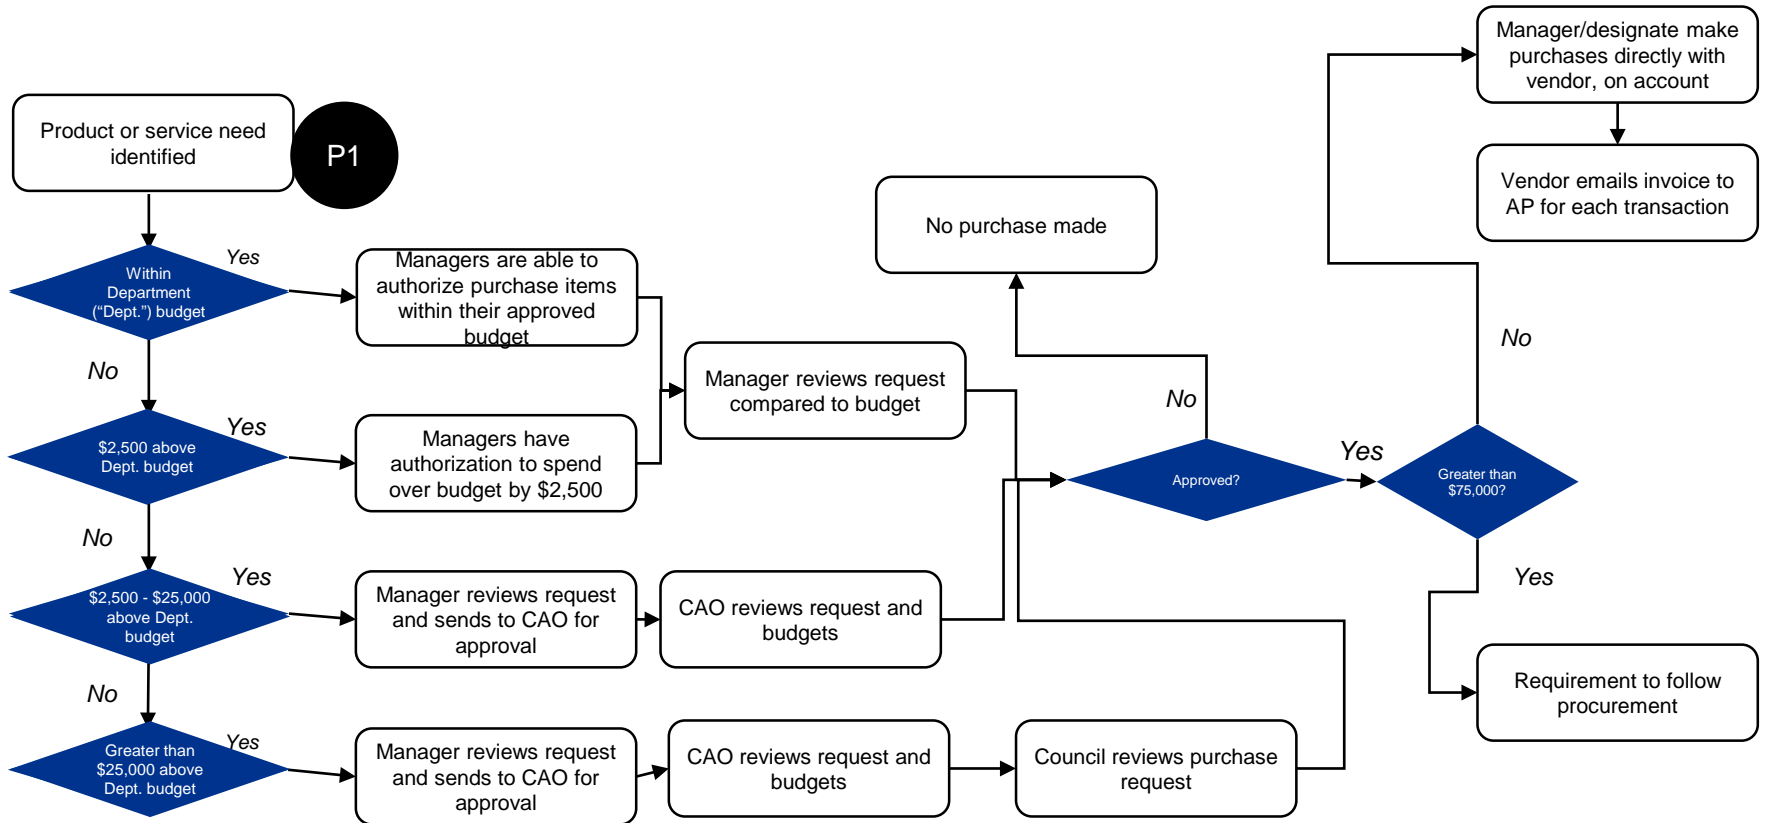 Product or service need
identified
P1
Within
Department
(“Dept.”) budget
Yes
Managers are able to
authorize purchase items
within their approved
budget
No
$2,500 above
Dept. budget
Yes
Managers have
authorization to spend
over budget by $2,500
Manager reviews request
compared to budget
No
$2,500 - $25,000
above Dept.
budget
Yes
Manager reviews request
and sends to CAO for
approval
CAO reviews request and
budgets
No
Greater than
$25,000 above
Dept. budget
Yes
Manager reviews request
and sends to CAO for
approval
CAO reviews request and
budgets
Council reviews purchase
request
Approved?
No
No purchase made
Yes
Greater than
$75,000?
No
Manager/designate make
purchases directly with
vendor, on account
Vendor emails invoice to
AP for each transaction
Yes
Requirement to follow
procurement